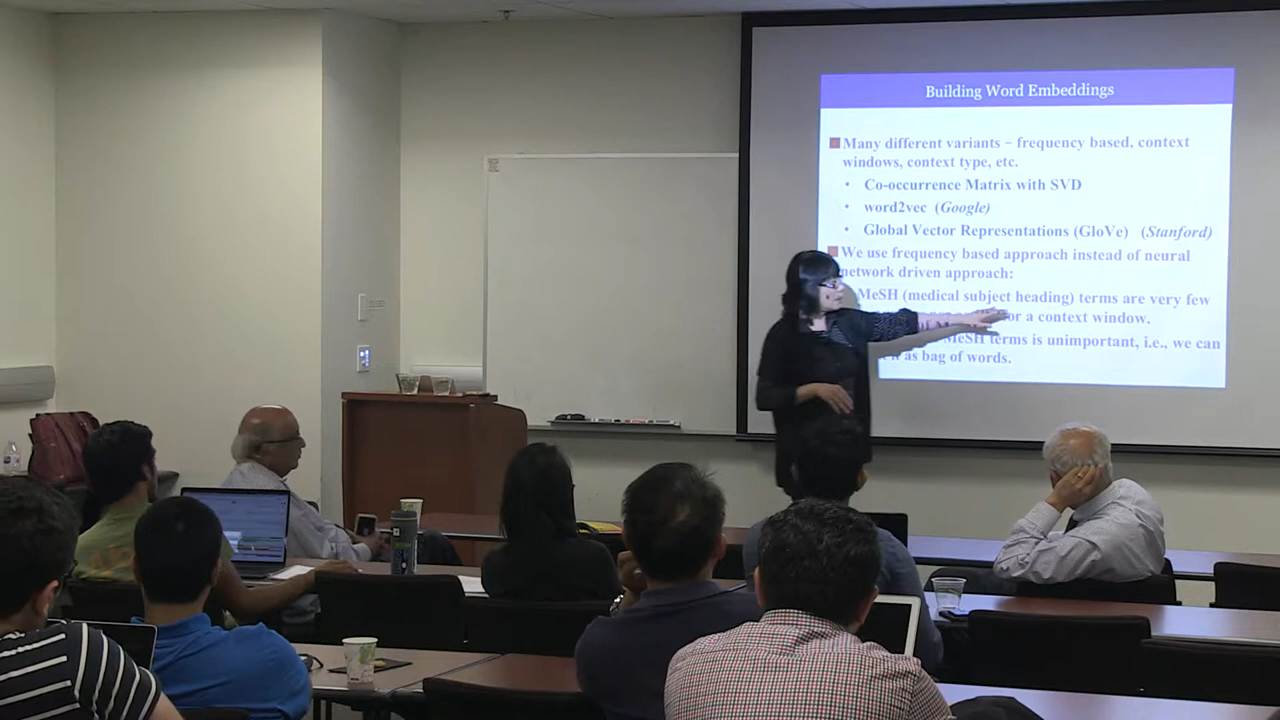 Building Word Embeddings
Many different variants – frequency based, context
windows, context type, etc.
• Co-occurrence Matrix with SVD
• word2vec (Google)
• Global Vector Representations (GloVe) (Stanford)
We use frequency based approach instead of neural
network driven approach:
MeSH (medical subject heading) terms are very few
for a context window.
MeSH terms is unimportant, i.e., we can
as bag of words.